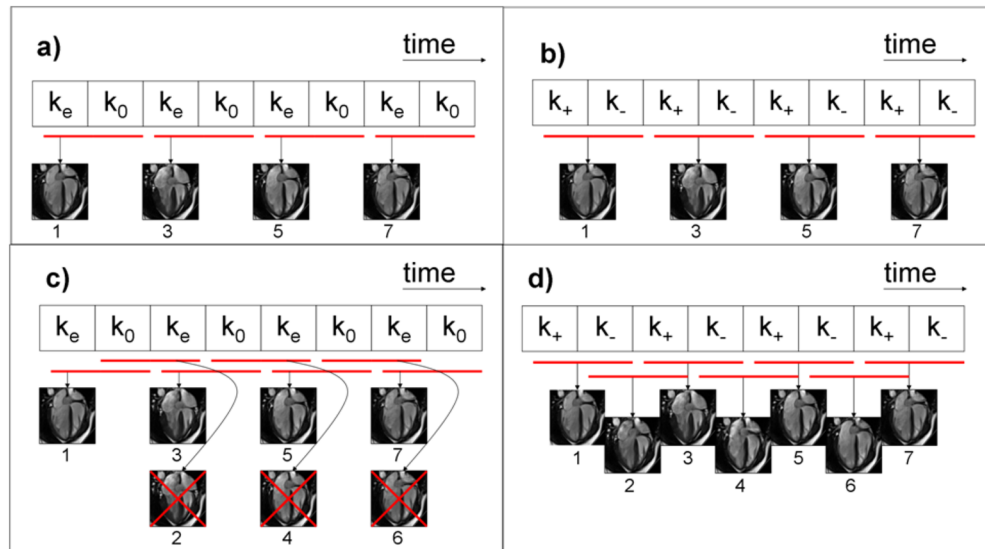 a)
time
kₑ k₀ kₑ k₀ kₑ k₀ kₑ k₀
1 3 5 7
b)
time
k₊ k₋ k₊ k₋ k₊ k₋ k₊ k₋
1 3 5 7
c)
time
kₑ k₀ kₑ k₀ kₑ k₀ kₑ k₀
1 3 5 7
2 4 6
d)
time
k₊ k₋ k₊ k₋ k₊ k₋ k₊ k₋
1 3 5 7
2 4 6